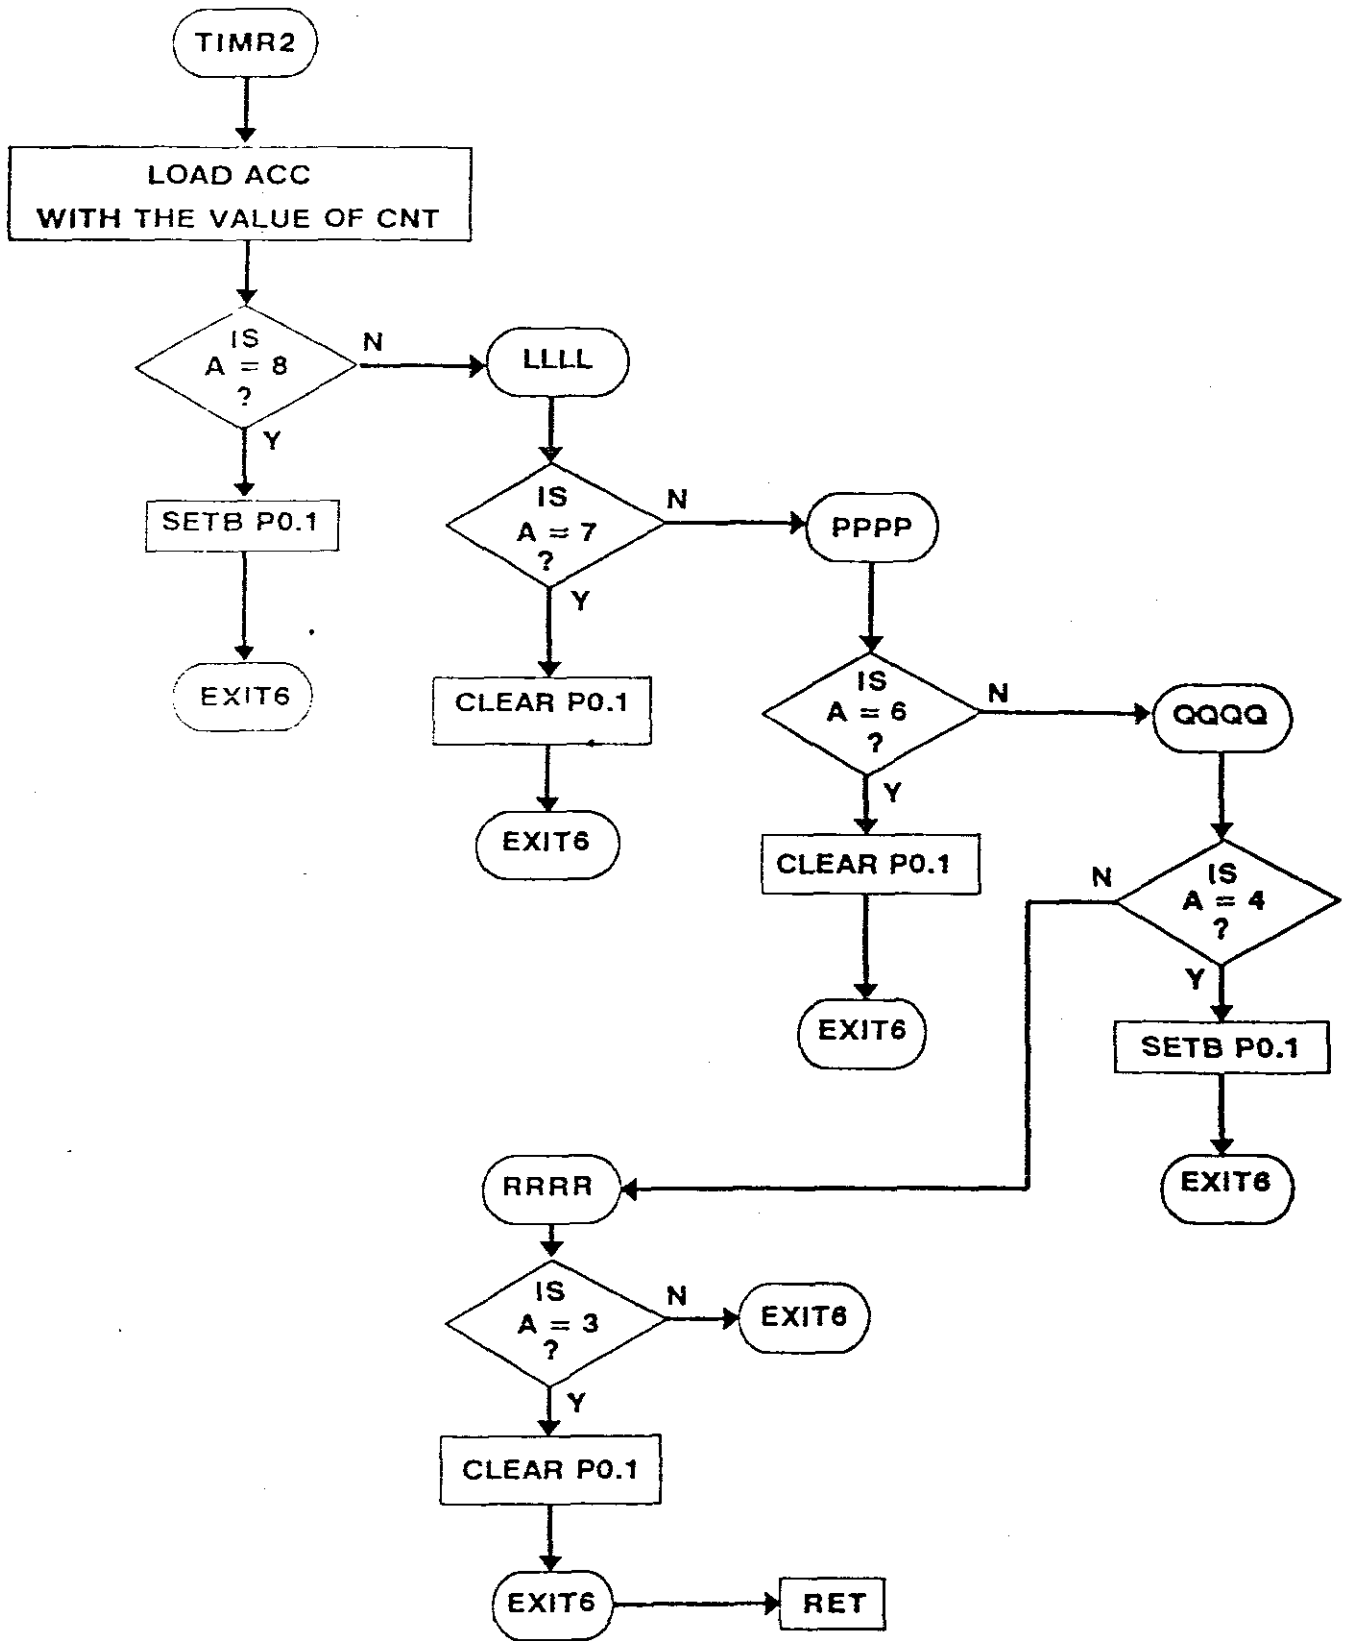 TIMR2
LOAD ACC
WITH THE VALUE OF CNT
IS
A = 8
?
N
Y
SETB P0.1
EXIT6
LLLL
IS
A = 7
?
N
Y
CLEAR P0.1
EXIT6
PPPP
IS
A = 6
?
N
Y
CLEAR P0.1
EXIT6
QQQQ
IS
A = 4
?
N
Y
SETB P0.1
EXIT6
RRRR
IS
A = 3
?
N
EXIT6
Y
CLEAR P0.1
EXIT6
RET